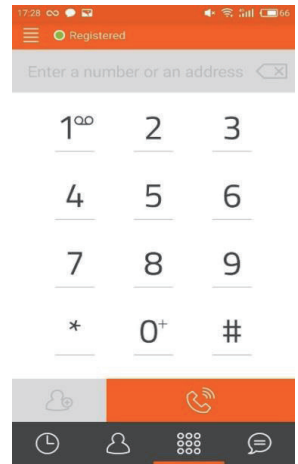 17:28 66
Registered
Enter a number or an address
1 2 3
4 5 6
7 8 9
* 0+ #